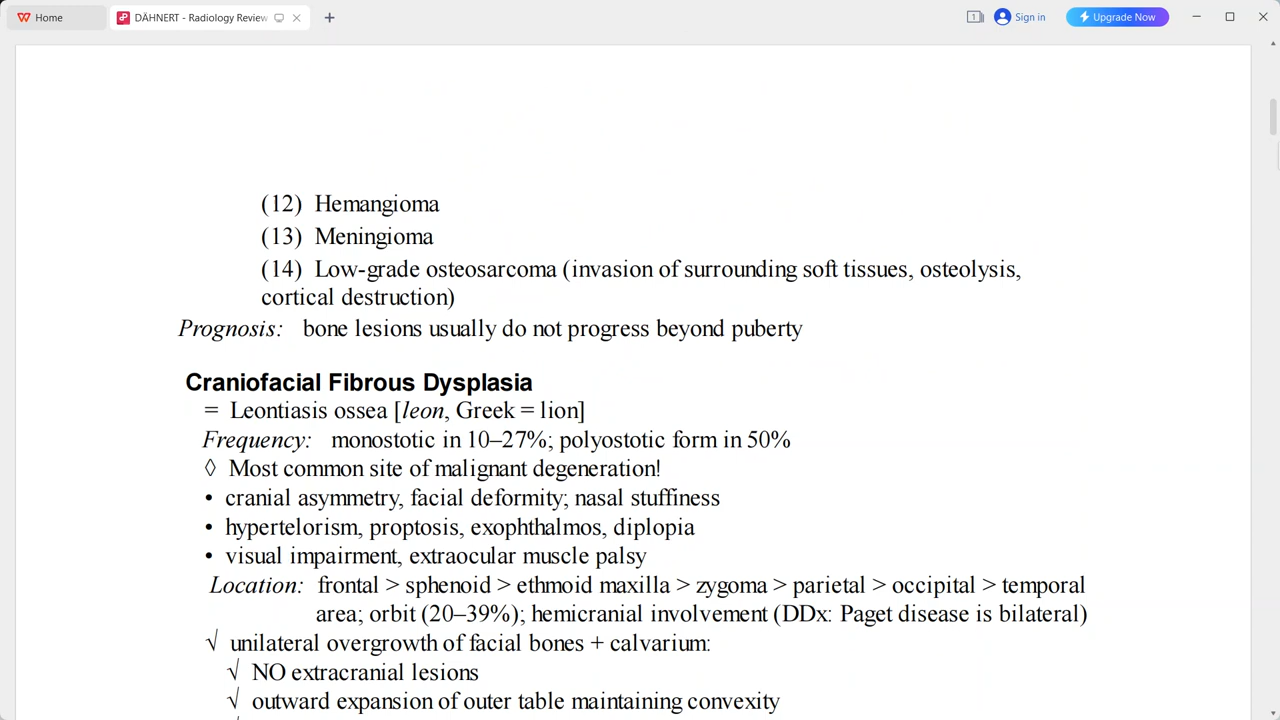 Home
DÄHNERT - Radiology Review
1
Sign in
Upgrade Now
(12) Hemangioma
(13) Meningioma
(14) Low-grade osteosarcoma (invasion of surrounding soft tissues, osteolysis,
cortical destruction)
Prognosis: bone lesions usually do not progress beyond puberty
Craniofacial Fibrous Dysplasia
= Leontiasis ossea [leon, Greek = lion]
Frequency: monostotic in 10–27%; polyostotic form in 50%
◊ Most common site of malignant degeneration!
• cranial asymmetry, facial deformity; nasal stuffiness
• hypertelorism, proptosis, exophthalmos, diplopia
• visual impairment, extraocular muscle palsy
Location: frontal > sphenoid > ethmoid maxilla > zygoma > parietal > occipital > temporal
area; orbit (20–39%); hemicranial involvement (DDx: Paget disease is bilateral)
√ unilateral overgrowth of facial bones + calvarium:
√ NO extracranial lesions
√ outward expansion of outer table maintaining convexity